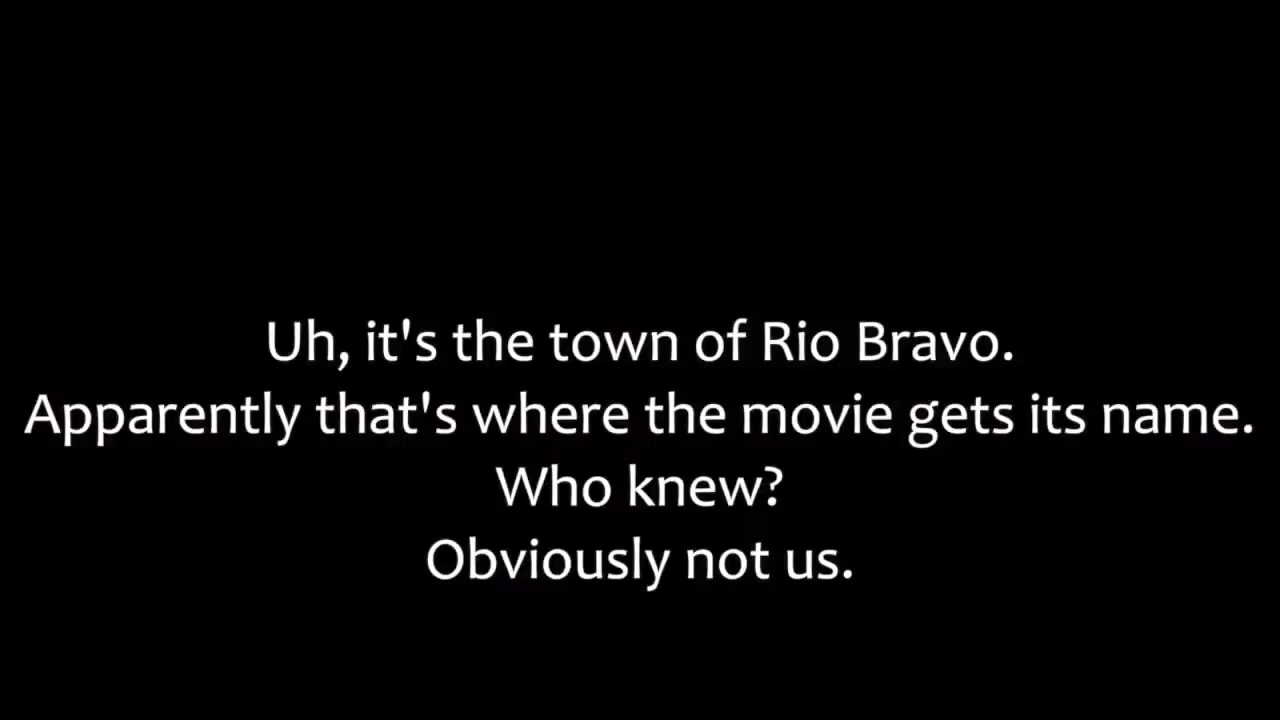 Uh, it's the town of Rio Bravo.
Apparently that's where the movie gets its name.
Who knew?
Obviously not us.